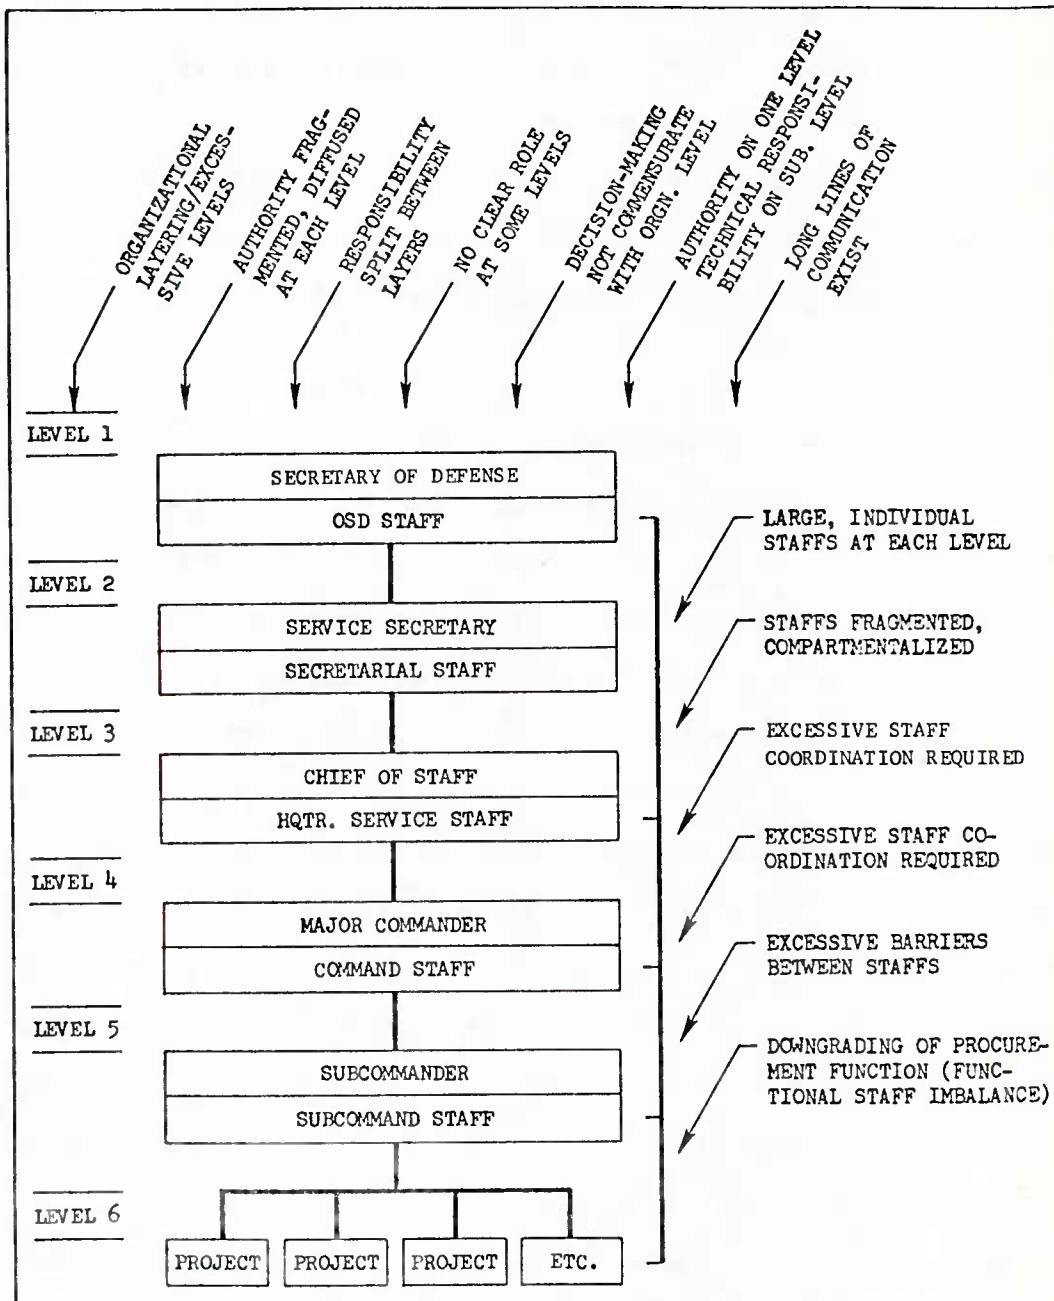 ORGANIZATIONAL
LAYERING/EXCES-
SIVE LEVELS
AUTHORITY FRAG-
MENTED, DIFFUSED
AT EACH LEVEL
RESPONSIBILITY
SPLIT BETWEEN
LAYERS
NO CLEAR ROLE
AT SOME LEVELS
DECISION-MAKING
NOT COMMENSURATE
WITH ORGN. LEVEL
AUTHORITY ON ONE LEVEL
TECHNICAL RESPONSI-
BILITY ON SUB. LEVEL
LONG LINES OF
COMMUNICATION
EXIST
LEVEL 1
SECRETARY OF DEFENSE
OSD STAFF
LARGE, INDIVIDUAL
STAFFS AT EACH LEVEL
LEVEL 2
SERVICE SECRETARY
SECRETARIAL STAFF
STAFFS FRAGMENTED,
COMPARTMENTALIZED
LEVEL 3
CHIEF OF STAFF
HQTR. SERVICE STAFF
EXCESSIVE STAFF
COORDINATION REQUIRED
LEVEL 4
MAJOR COMMANDER
COMMAND STAFF
EXCESSIVE STAFF CO-
ORDINATION REQUIRED
EXCESSIVE BARRIERS
BETWEEN STAFFS
LEVEL 5
SUBCOMMANDER
SUBCOMMAND STAFF
DOWNGRADING OF PROCURE-
MENT FUNCTION (FUNC-
TIONAL STAFF IMBALANCE)
LEVEL 6
PROJECT
PROJECT
PROJECT
ETC.